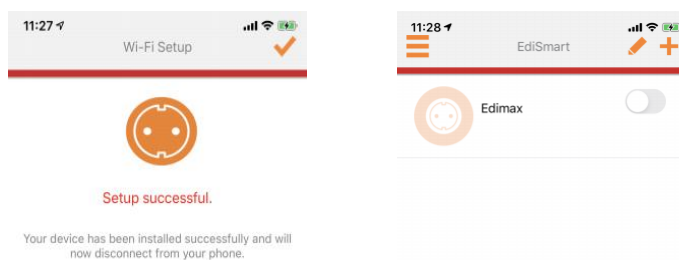 11:27
Wi-Fi Setup
Setup successful.
Your device has been installed successfully and will
now disconnect from your phone.
11:28
EdiSmart
Edimax